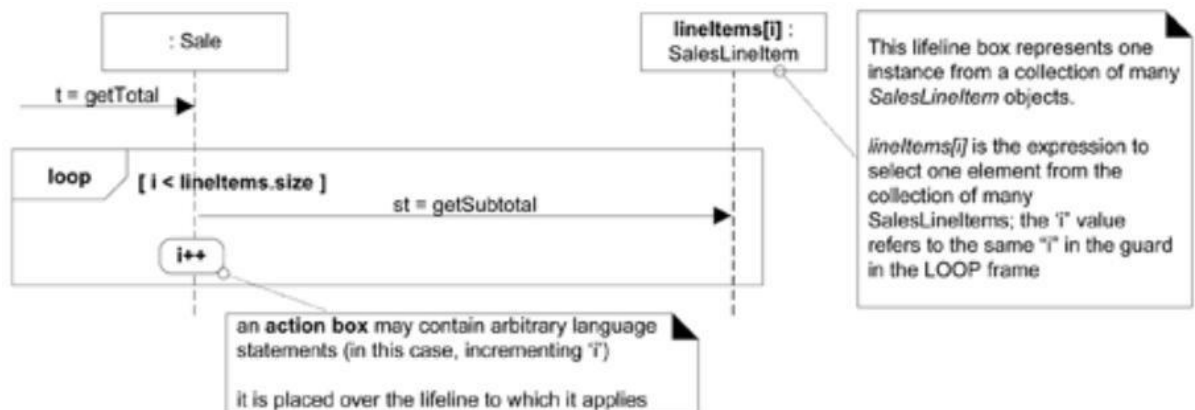 : Sale
lineItems[i] :
SalesLineItem
t = getTotal
loop
[ i < lineItems.size ]
st = getSubtotal
i++
an action box may contain arbitrary language
statements (in this case, incrementing 'i')
it is placed over the lifeline to which it applies
This lifeline box represents one
instance from a collection of many
SalesLineItem objects.
lineItems[i] is the expression to
select one element from the
collection of many
SalesLineItems; the 'i" value
refers to the same "i" in the guard
in the LOOP frame